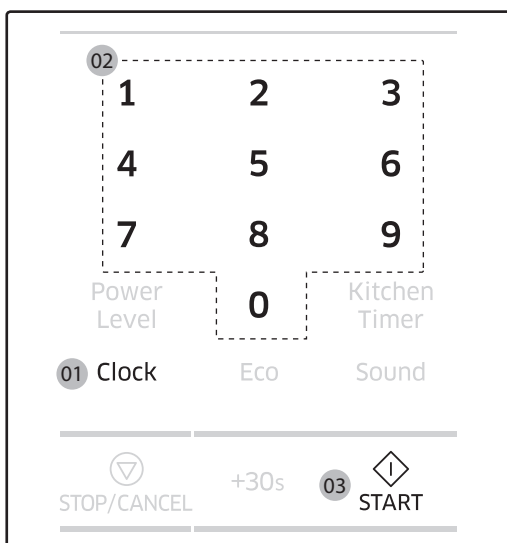 02
1 2 3
4 5 6
7 8 9
Power Level 0 Kitchen Timer
01 Clock Eco Sound
STOP/CANCEL +30s 03 START